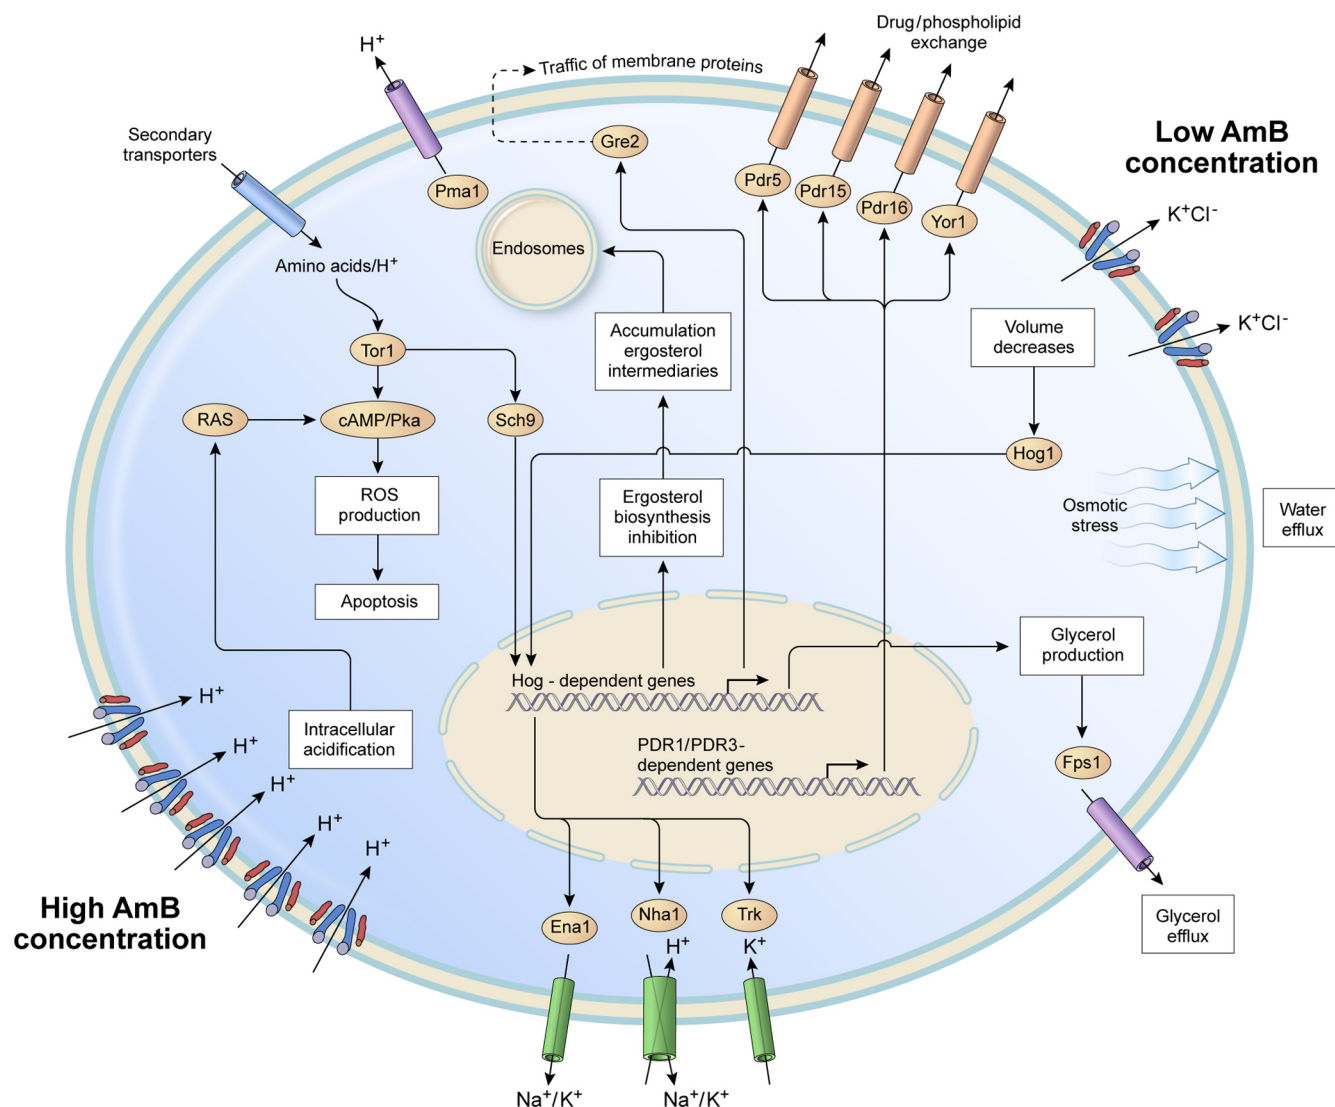 Drug/phospholipid
exchange
H⁺
Traffic of membrane proteins
Secondary
transporters
Gre2
Low AmB
concentration
Pma1
Pdr5
Pdr15
Pdr16
Yor1
K⁺Cl⁻
Endosomes
Amino acids/H⁺
K⁺Cl⁻
Accumulation
ergosterol
intermediaries
Volume
decreases
Tor1
RAS
cAMP/Pka
Sch9
Hog1
ROS
production
Ergosterol
biosynthesis
inhibition
Osmotic
stress
Water
efflux
Apoptosis
Glycerol
production
Hog - dependent genes
H⁺
Intracellular
acidification
H⁺
PDR1/PDR3-
dependent genes
Fps1
H⁺
H⁺
H⁺
High AmB
concentration
Ena1
Nha1
Trk
Glycerol
efflux
H⁺
K⁺
Na⁺/K⁺
Na⁺/K⁺